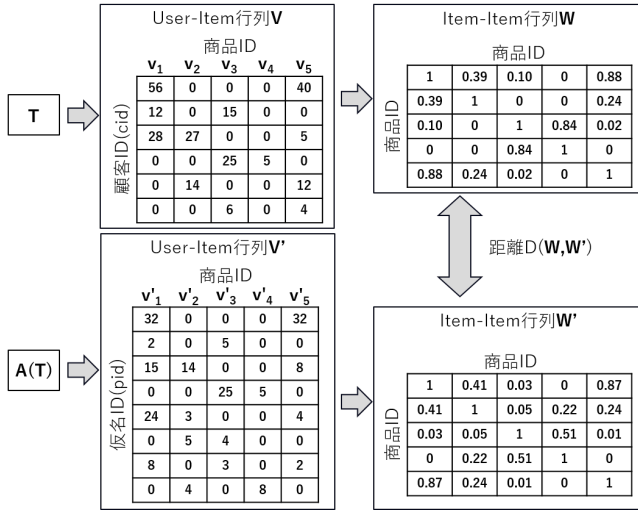 User-Item行列V
商品ID
v1 v2 v3 v4 v5
顧客ID(cid)
56 0 0 0 40
12 0 15 0 0
28 27 0 0 5
0 0 25 5 0
0 14 0 0 12
0 0 6 0 4
T
Item-Item行列W
商品ID
商品ID
1 0.39 0.10 0 0.88
0.39 1 0 0 0.24
0.10 0 1 0.84 0.02
0 0 0.84 1 0
0.88 0.24 0.02 0 1
距離D(W,W’)
User-Item行列V’
商品ID
v’1 v’2 v’3 v’4 v’5
仮名ID(pid)
32 0 0 0 32
2 0 5 0 0
15 14 0 0 8
0 0 25 5 0
24 3 0 0 4
0 5 4 0 0
8 0 3 0 2
0 4 0 8 0
A(T)
Item-Item行列W’
商品ID
商品ID
1 0.41 0.03 0 0.87
0.41 1 0.05 0.22 0.24
0.03 0.05 1 0.51 0.01
0 0.22 0.51 1 0
0.87 0.24 0.01 0 1